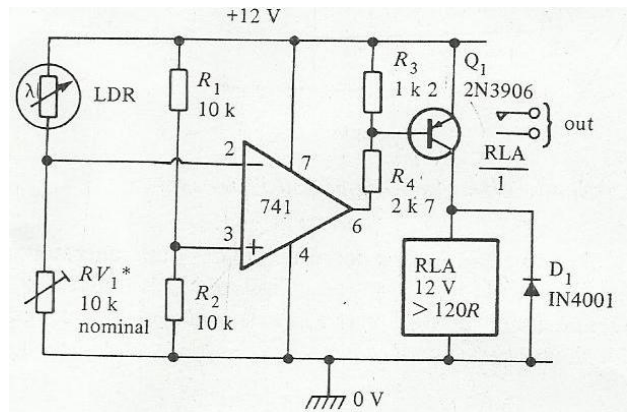 +12 V
λ
LDR
R1
10 k
R3
1 k 2
Q1
2N3906
out
RLA
1
2
−
7
741
R4
2 k 7
6
3
+
4
RV1*
10 k
nominal
R2
10 k
RLA
12 V
> 120R
D1
IN4001
0 V